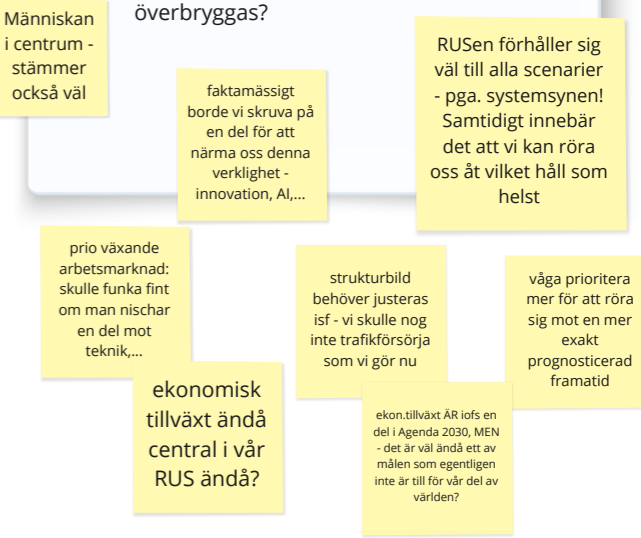 överbryggas?
Människan
i centrum -
stämmer
också väl
faktamässigt
borde vi skruva på
en del för att
närma oss denna
verklighet -
innovation, AI,...
RUSen förhåller sig
väl till alla scenarier
- pga. systemsynen!
Samtidigt innebär
det att vi kan röra
oss åt vilket håll som
helst
prio växande
arbetsmarknad:
skulle funka fint
om man nischar
en del mot
teknik,...
strukturbild
behöver justeras
isf - vi skulle nog
inte trafikförsörja
som vi gör nu
våga prioritera
mer för att röra
sig mot en mer
exakt
prognosticerad
framatid
ekonomisk
tillväxt ändå
central i vår
RUS ändå?
ekon.tillväxt ÄR iofs en
del i Agenda 2030, MEN
- det är väl ändå ett av
målen som egentligen
inte är till för vår del av
världen?